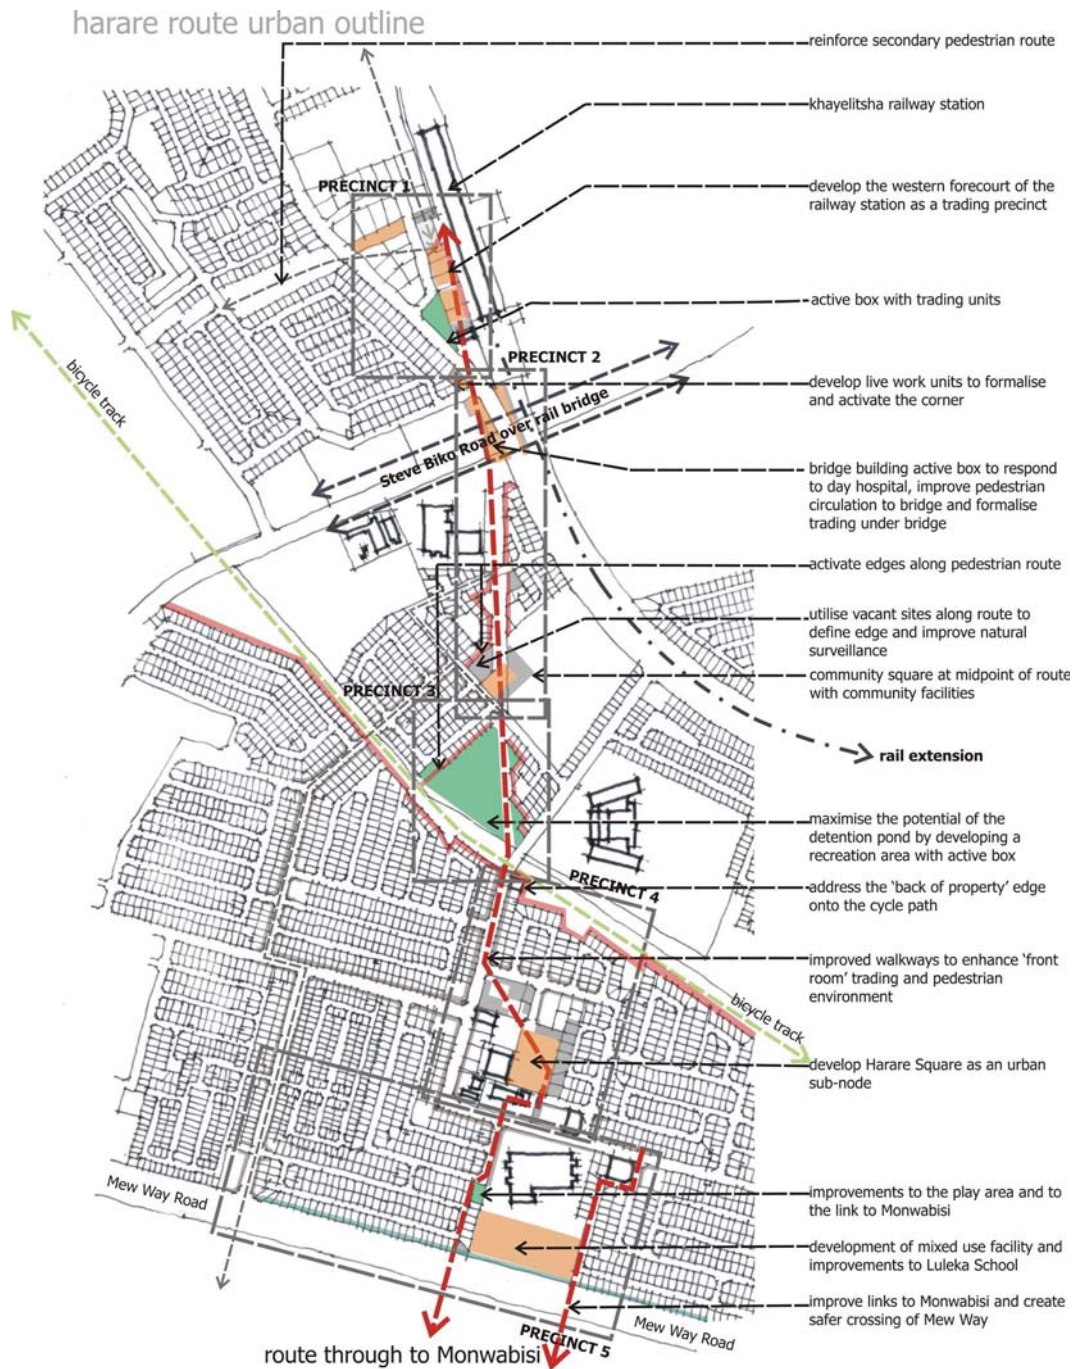 harare route urban outline
reinforce secondary pedestrian route
khayelitsha railway station
PRECINCT 1
develop the western forecourt of the
railway station as a trading precinct
active box with trading units
bicycle track
PRECINCT 2
develop live work units to formalise
and activate the corner
Steve Biko Road over rail bridge
bridge building active box to respond
to day hospital, improve pedestrian
circulation to bridge and formalise
trading under bridge
activate edges along pedestrian route
utilise vacant sites along route to
define edge and improve natural
surveillance
PRECINCT 3
community square at midpoint of route
with community facilities
rail extension
maximise the potential of the
detention pond by developing a
recreation area with active box
PRECINCT 4
address the ‘back of property’ edge
onto the cycle path
improved walkways to enhance ‘front
room’ trading and pedestrian
environment
bicycle track
develop Harare Square as an urban
sub-node
Mew Way Road
improvements to the play area and to
the link to Monwabisi
development of mixed use facility and
improvements to Luleka School
improve links to Monwabisi and create
safer crossing of Mew Way
Mew Way Road
PRECINCT 5
route through to Monwabisi